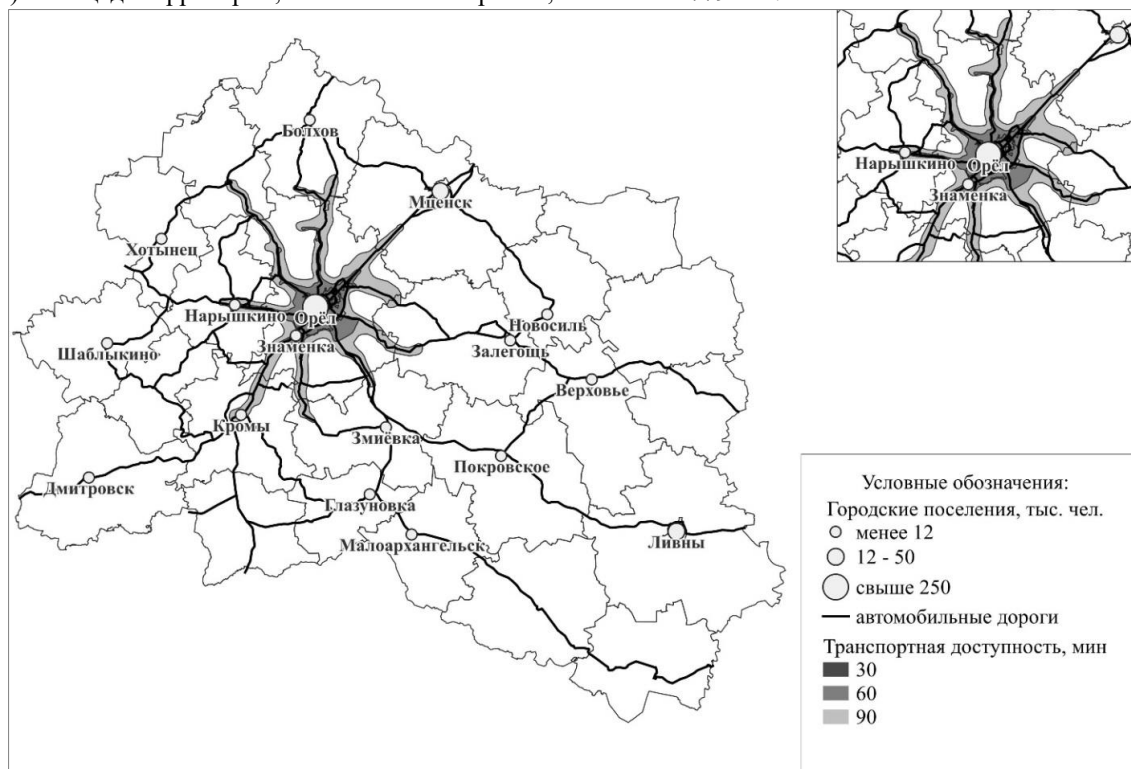 Болхов
Мценск
Хотынец
Нарышкино
Орёл
Знаменка
Новосиль
Залегощь
Шаблыкино
Верховье
Кромы
Змиёвка
Покровское
Дмитровск
Глазуновка
Малоархангельск
Ливны
Нарышкино
Орёл
Знаменка
Условные обозначения:
Городские поселения, тыс. чел.
менее 12
12 - 50
свыше 250
автомобильные дороги
Транспортная доступность, мин
30
60
90